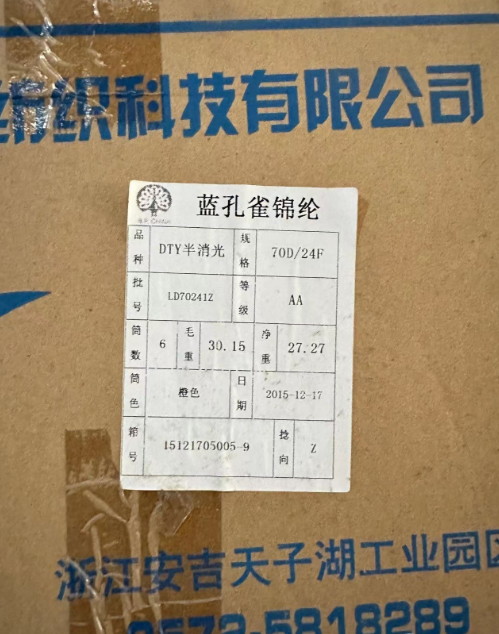 纺织科技有限公司
蓝孔雀锦纶
品种 DTY半消光 规格 70D/24F
批号 LD70241Z 等级 AA
筒数 6 毛重 30.15 净重 27.27
筒色 橙色 日期 2015-12-17
箱号 15121705005-9 捻向 Z
浙江安吉天子湖工业园区
0572-5818289